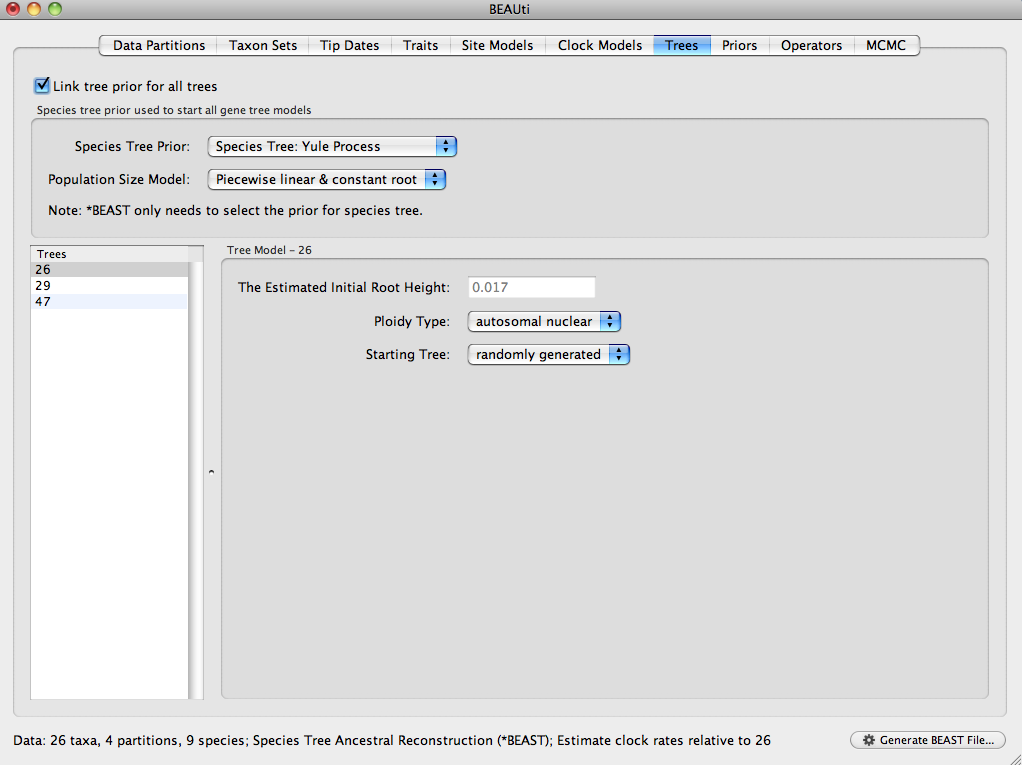 BEAUti
Data Partitions Taxon Sets Tip Dates Traits Site Models Clock Models Trees Priors Operators MCMC
Link tree prior for all trees
Species tree prior used to start all gene tree models
Species Tree Prior: Species Tree: Yule Process
Population Size Model: Piecewise linear & constant root
Note: *BEAST only needs to select the prior for species tree.
Trees
26
29
47
Tree Model - 26
The Estimated Initial Root Height: 0.017
Ploidy Type: autosomal nuclear
Starting Tree: randomly generated
Data: 26 taxa, 4 partitions, 9 species; Species Tree Ancestral Reconstruction (*BEAST); Estimate clock rates relative to 26
Generate BEAST File...